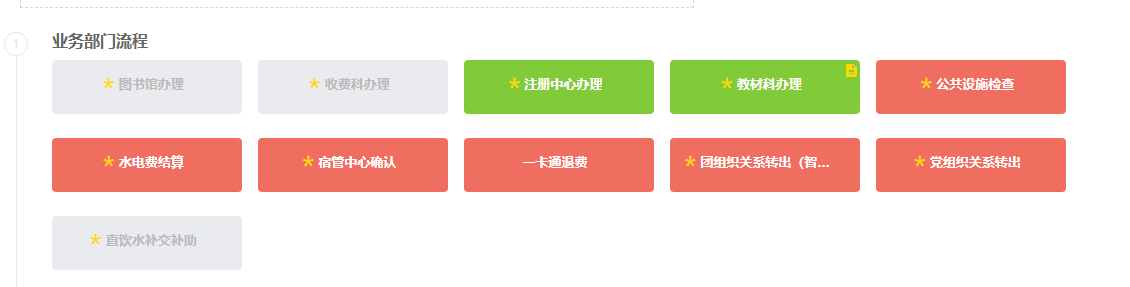 1
业务部门流程
* 图书馆办理
* 收费科办理
* 注册中心办理
* 教材科办理
* 公共设施检查
* 水电费结算
* 宿管中心确认
一卡通退费
* 团组织关系转出（智...
* 党组织关系转出
* 直饮水补交补助